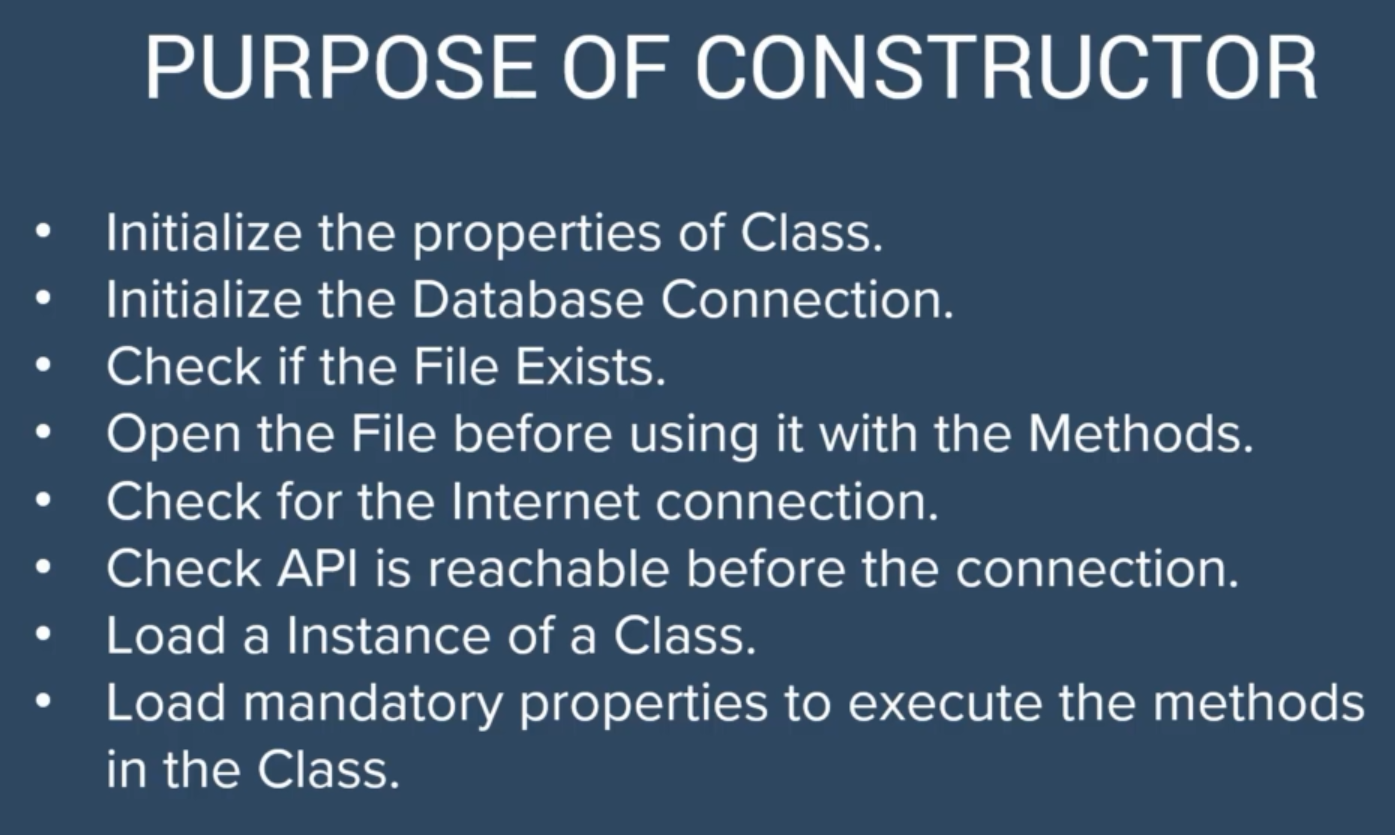 PURPOSE OF CONSTRUCTOR
• Initialize the properties of Class.
• Initialize the Database Connection.
• Check if the File Exists.
• Open the File before using it with the Methods.
• Check for the Internet connection.
• Check API is reachable before the connection.
• Load a Instance of a Class.
• Load mandatory properties to execute the methods
in the Class.